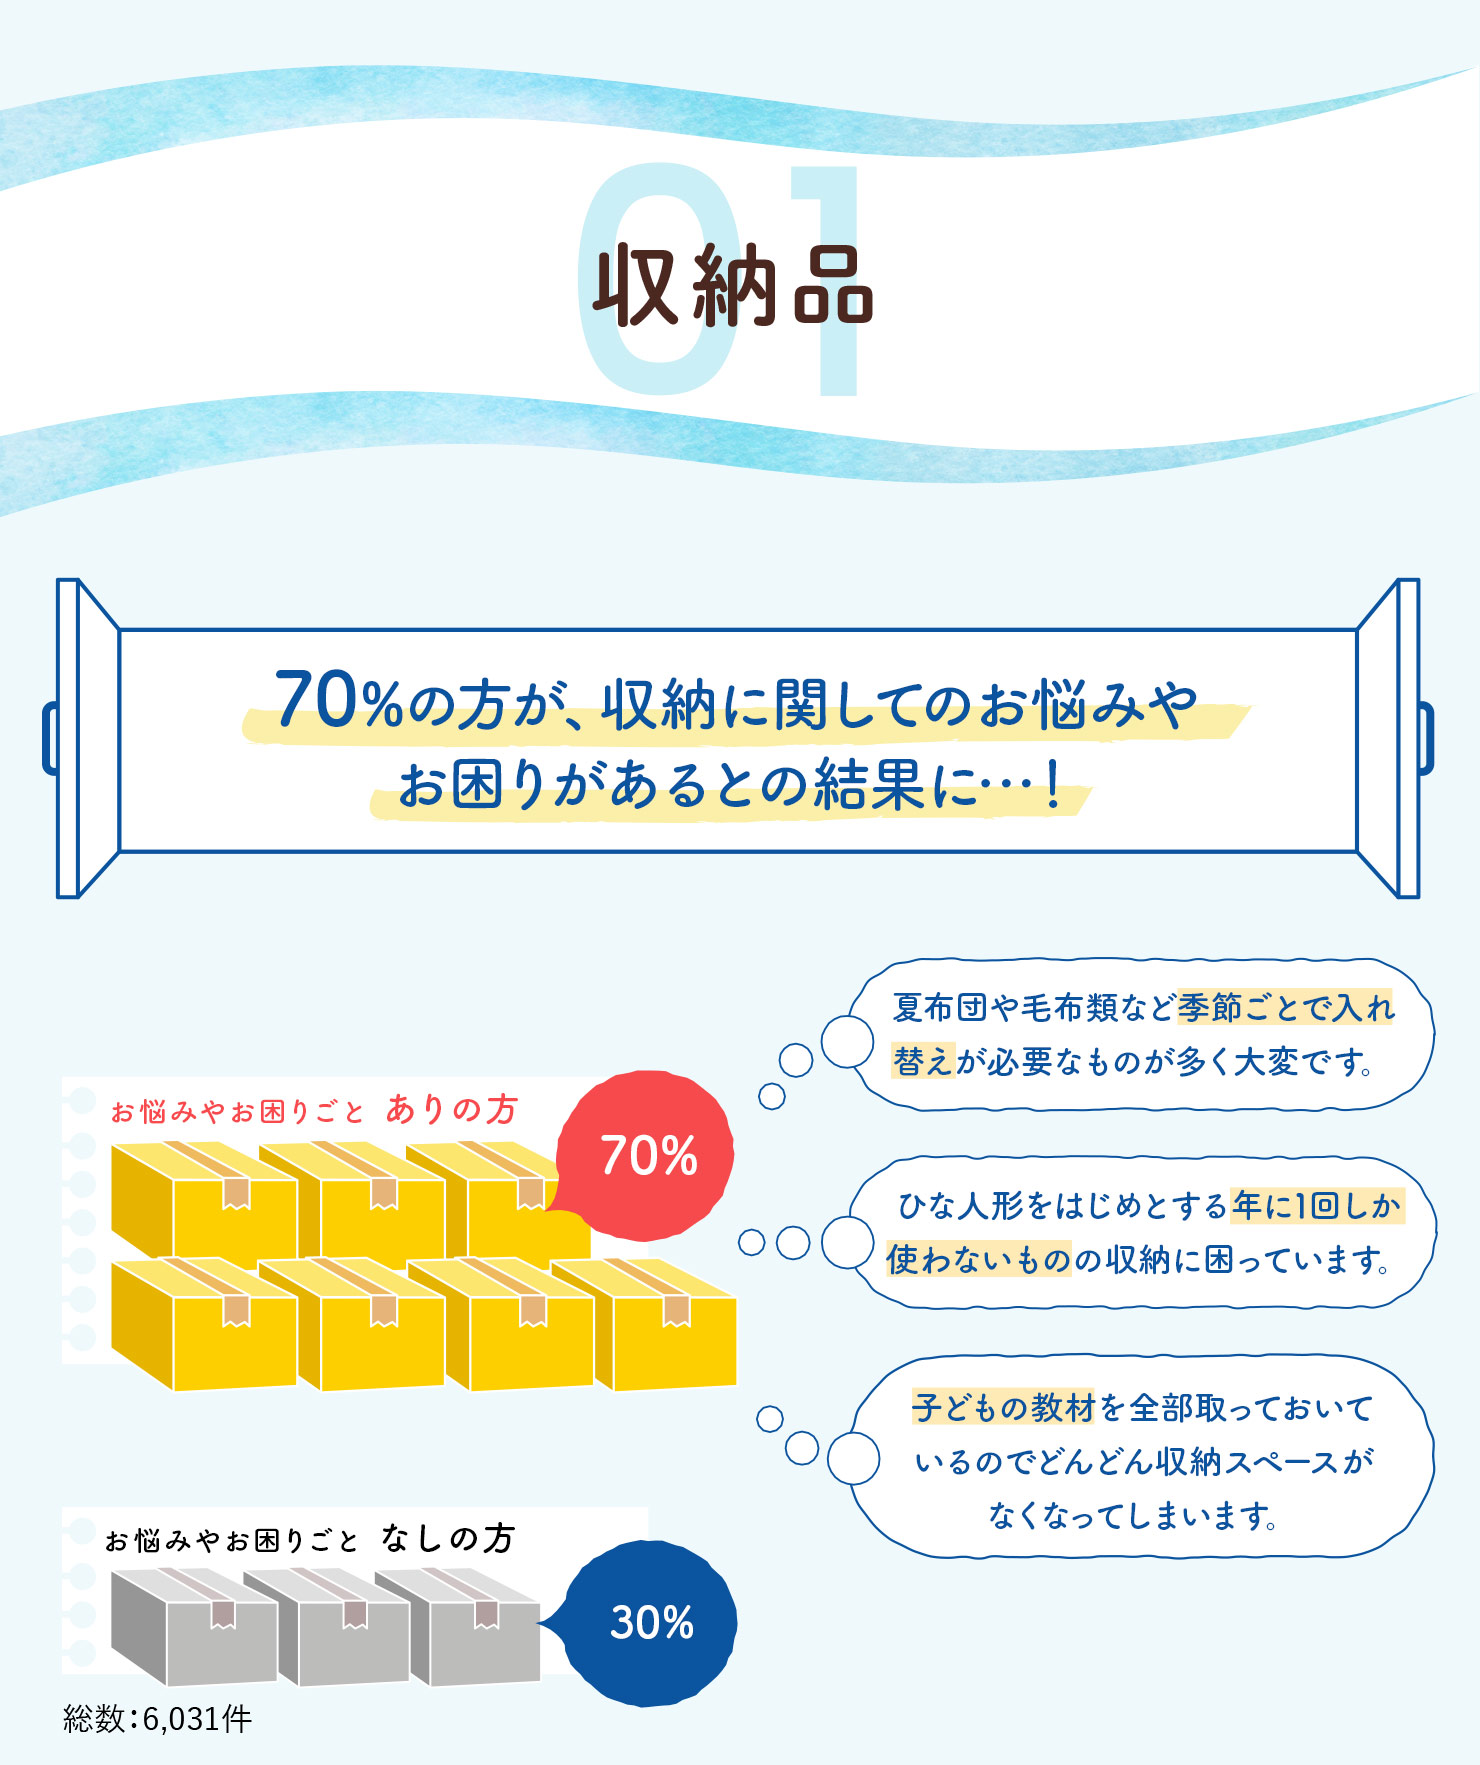 01
収納品
70%の方が、収納に関してのお悩みや
お困りがあるとの結果に…！
夏布団や毛布類など季節ごとで入れ
替えが必要なものが多く大変です。
お悩みやお困りごと ありの方
70%
ひな人形をはじめとする年に1回しか
使わないものの収納に困っています。
子どもの教材を全部取っておいて
いるのでどんどん収納スペースが
なくなってしまいます。
お悩みやお困りごと なしの方
30%
総数：6,031件